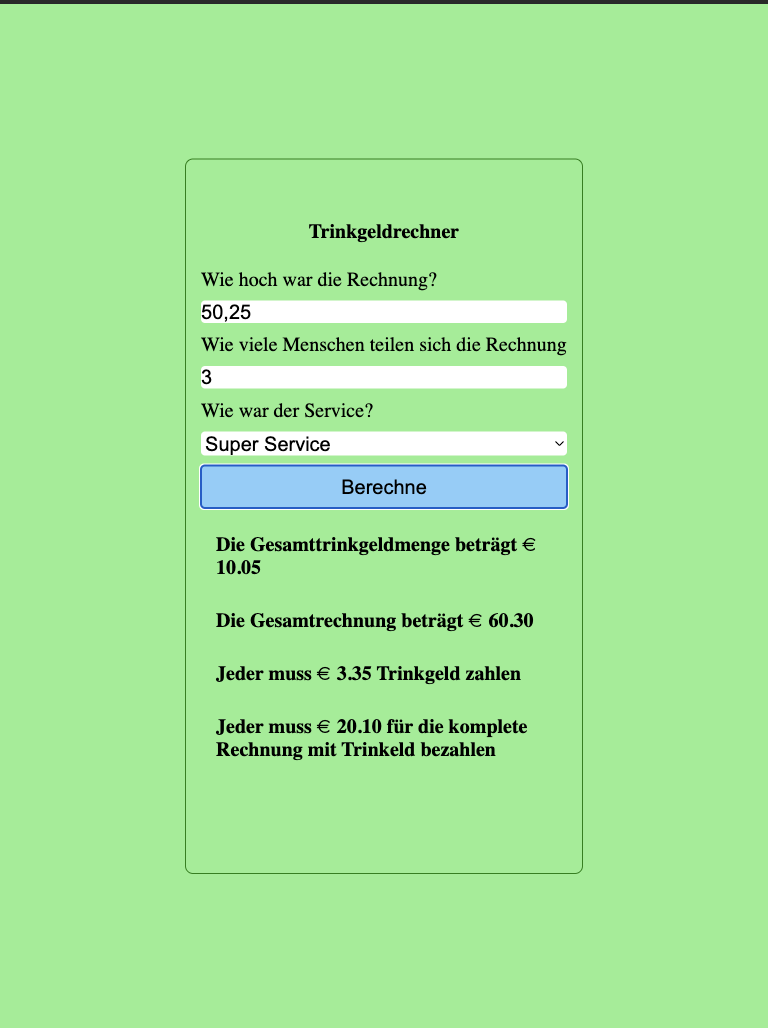 Trinkgeldrechner
Wie hoch war die Rechnung?
50,25
Wie viele Menschen teilen sich die Rechnung
3
Wie war der Service?
Super Service
Berechne
Die Gesamttrinkgeldmenge beträgt €
10.05
Die Gesamtrechnung beträgt € 60.30
Jeder muss € 3.35 Trinkgeld zahlen
Jeder muss € 20.10 für die komplete
Rechnung mit Trinkeld bezahlen